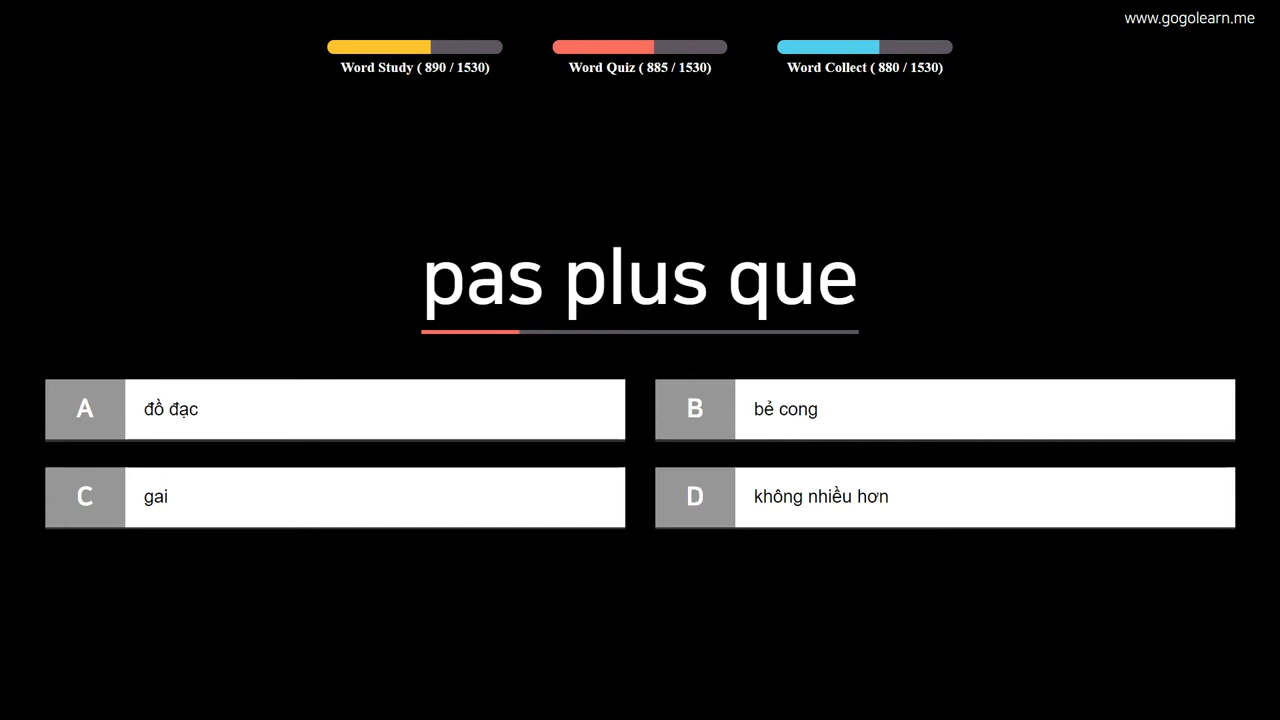 www.gogolearn.me
Word Study ( 890 / 1530)
Word Quiz ( 885 / 1530)
Word Collect ( 880 / 1530)
pas plus que
A đồ đạc
B bẻ cong
C gai
D không nhiều hơn